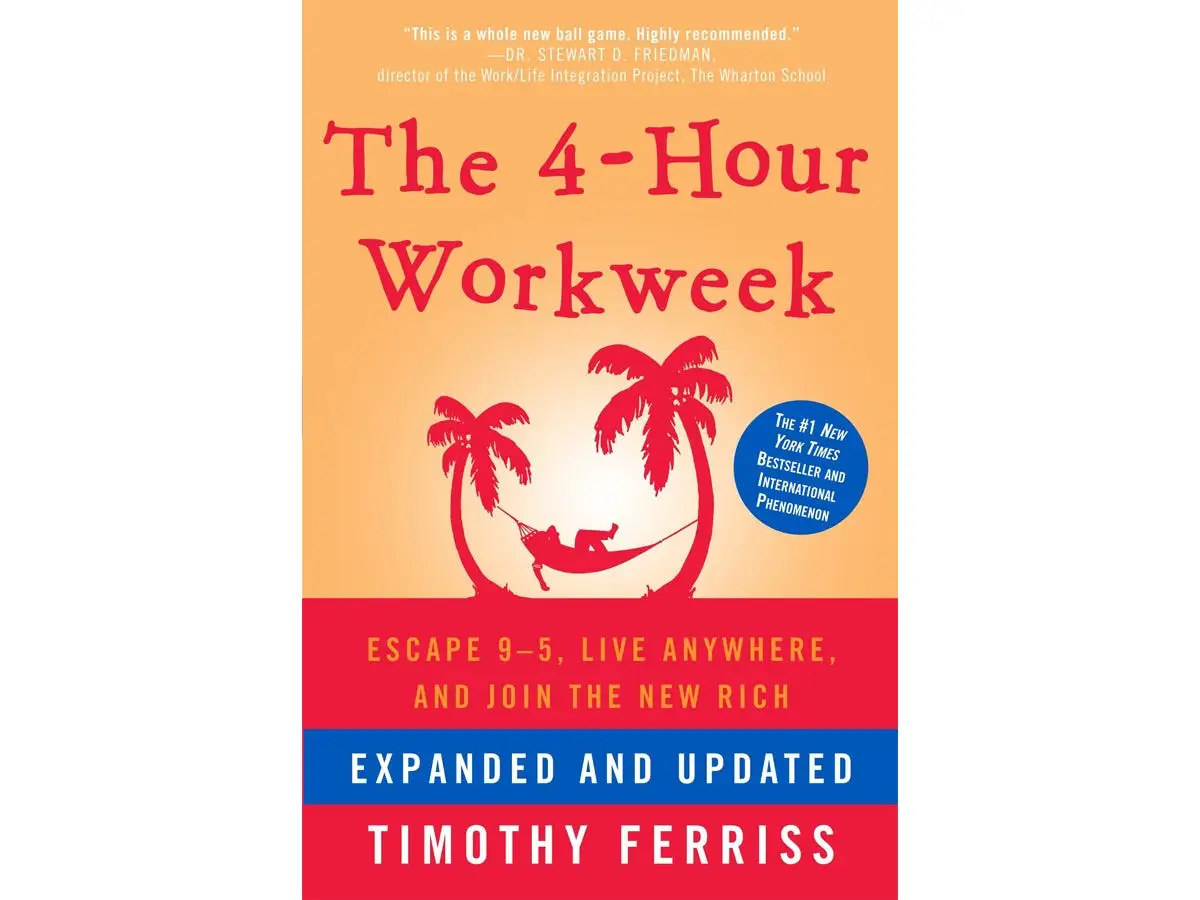 “This is a whole new ball game. Highly recommended.”
—DR. STEWART D. FRIEDMAN,
director of the Work/Life Integration Project, The Wharton School
The 4-Hour
Workweek
THE #1 NEW
YORK TIMES
BESTSELLER AND
INTERNATIONAL
PHENOMENON
ESCAPE 9–5, LIVE ANYWHERE,
AND JOIN THE NEW RICH
EXPANDED AND UPDATED
TIMOTHY FERRISS